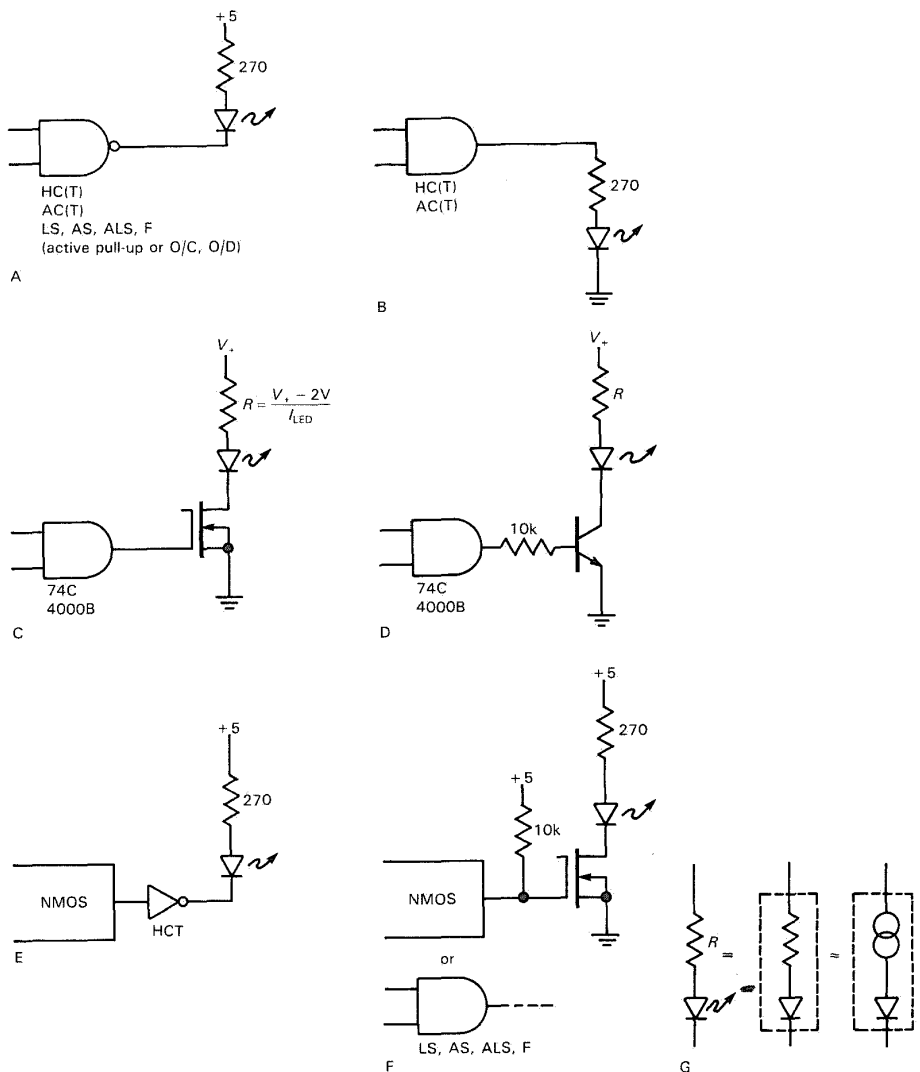 +5
270
HC(T)
AC(T)
LS, AS, ALS, F
(active pull-up or O/C, O/D)
A
270
HC(T)
AC(T)
B
V+
R = V+ − 2V / I_LED
74C
4000B
C
V+
R
10k
74C
4000B
D
+5
270
NMOS
HCT
E
+5
270
+5
10k
NMOS
or
LS, AS, ALS, F
F
R
=
=
G